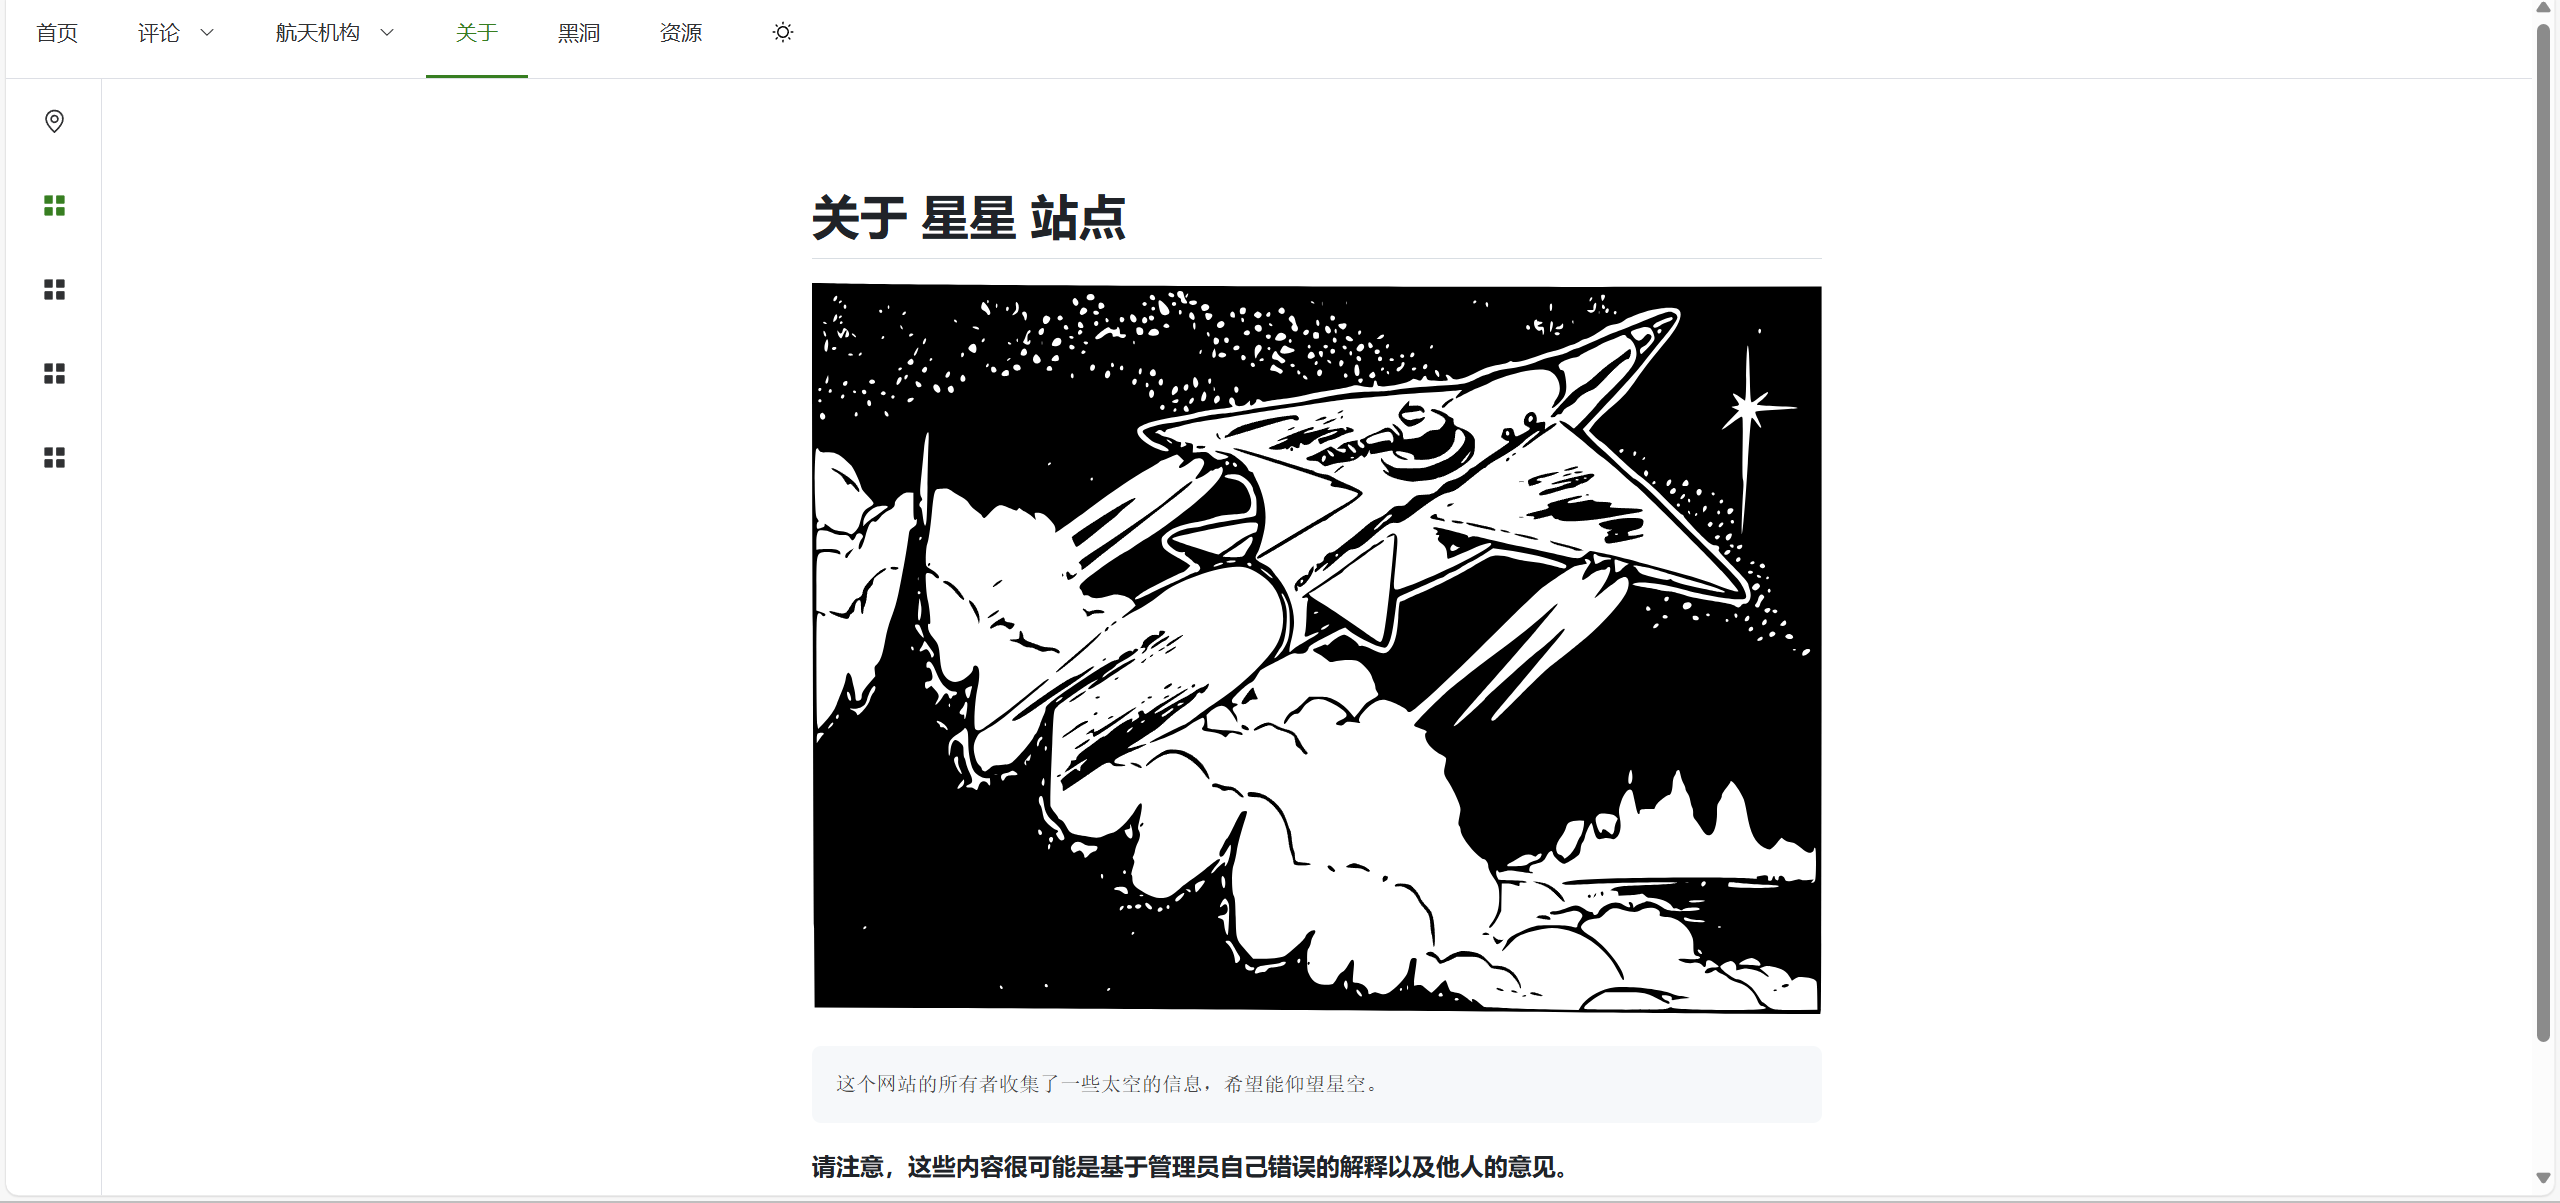 首页 评论 航天机构 关于 黑洞 资源
关于 星星 站点
这个网站的所有者收集了一些太空的信息，希望能仰望星空。
请注意，这些内容很可能是基于管理员自己错误的解释以及他人的意见。